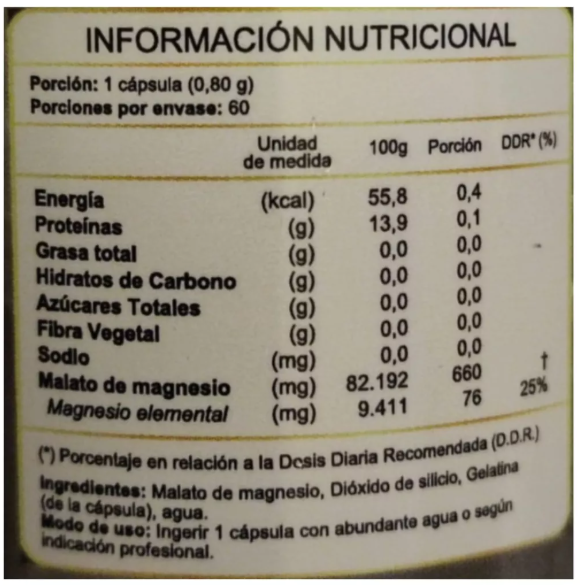 INFORMACIÓN NUTRICIONAL
Porción: 1 cápsula (0,80 g)
Porciones por envase: 60
Unidad de medida 100g Porción DDR* (%)
Energía (kcal) 55,8 0,4
Proteínas (g) 13,9 0,1
Grasa total (g) 0,0 0,0
Hidratos de Carbono (g) 0,0 0,0
Azúcares Totales (g) 0,0 0,0
Fibra Vegetal (g) 0,0 0,0
Sodio (mg) 0,0 0,0
Malato de magnesio (mg) 82.192 660 †
Magnesio elemental (mg) 9.411 76 25%
(*) Porcentaje en relación a la Dosis Diaria Recomendada (D.D.R.)
Ingredientes: Malato de magnesio, Dióxido de silicio, Gelatina
(de la cápsula), agua.
Modo de uso: Ingerir 1 cápsula con abundante agua o según
indicación profesional.